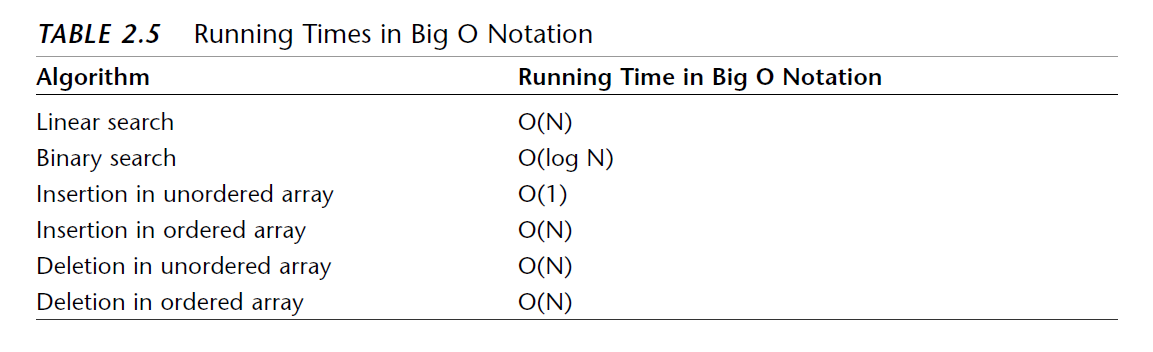 TABLE 2.5 Running Times in Big O Notation
Algorithm Running Time in Big O Notation
Linear search O(N)
Binary search O(log N)
Insertion in unordered array O(1)
Insertion in ordered array O(N)
Deletion in unordered array O(N)
Deletion in ordered array O(N)